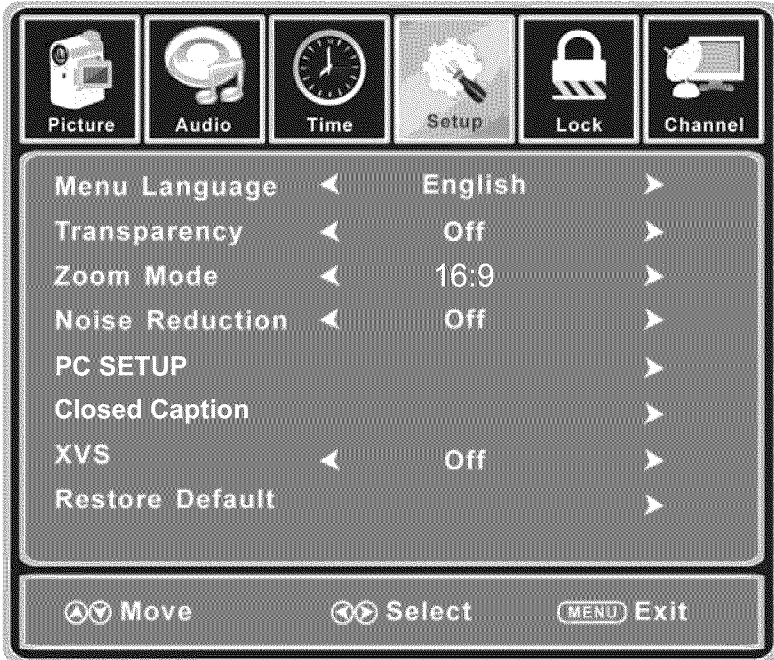 Picture Audio Time Setup Lock Channel
Menu Language English
Transparency Off
Zoom Mode 16:9
Noise Reduction Off
PC SETUP
Closed Caption
XVS Off
Restore Default
Move Select MENU Exit